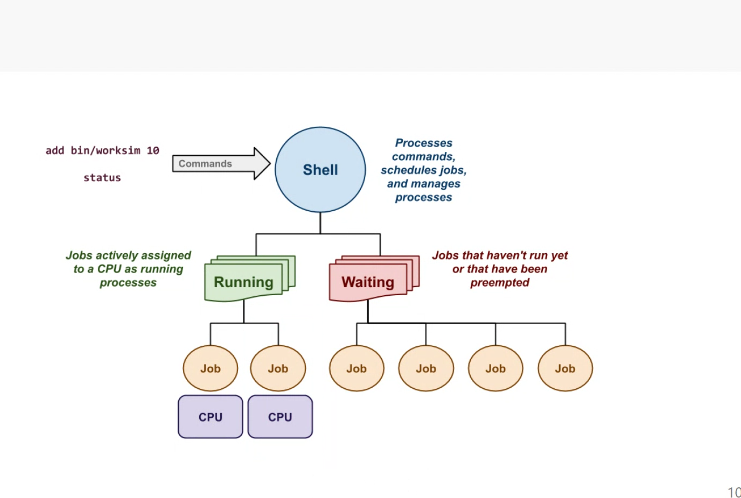 add bin/worksim 10
status
Commands
Shell
Processes
commands,
schedules jobs,
and manages
processes
Jobs actively assigned
to a CPU as running
processes
Running
Waiting
Jobs that haven't run yet
or that have been
preempted
Job
Job
Job
Job
Job
Job
CPU
CPU
10